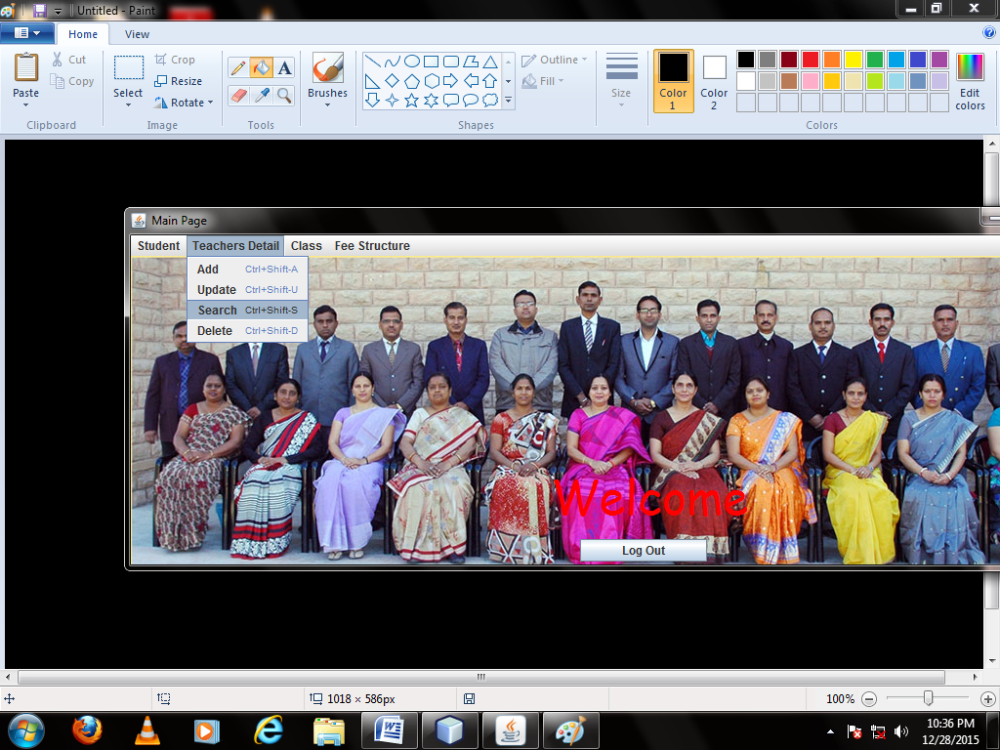 Untitled - Paint
Home View
Paste
Cut
Copy
Clipboard
Select
Crop
Resize
Rotate
Image
A
Tools
Brushes
Outline
Fill
Shapes
Size
Color 1
Color 2
Edit colors
Colors
Main Page
Student Teachers Detail Class Fee Structure
Add Ctrl+Shift-A
Update Ctrl+Shift-U
Search Ctrl+Shift-S
Delete Ctrl+Shift-D
Welcome
Log Out
1018 × 586px
100%
10:36 PM
12/28/2015